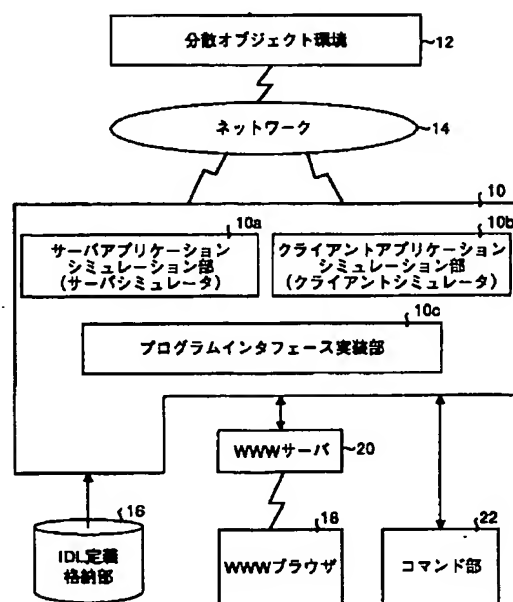 分散オブジェクト環境
12
ネットワーク
14
10
10a
サーバアプリケーション
シミュレーション部
(サーバシミュレータ)
10b
クライアントアプリケーション
シミュレーション部
(クライアントシミュレータ)
10c
プログラムインタフェース実装部
WWWサーバ
20
16
IDL定義
格納部
18
WWWブラウザ
22
コマンド部